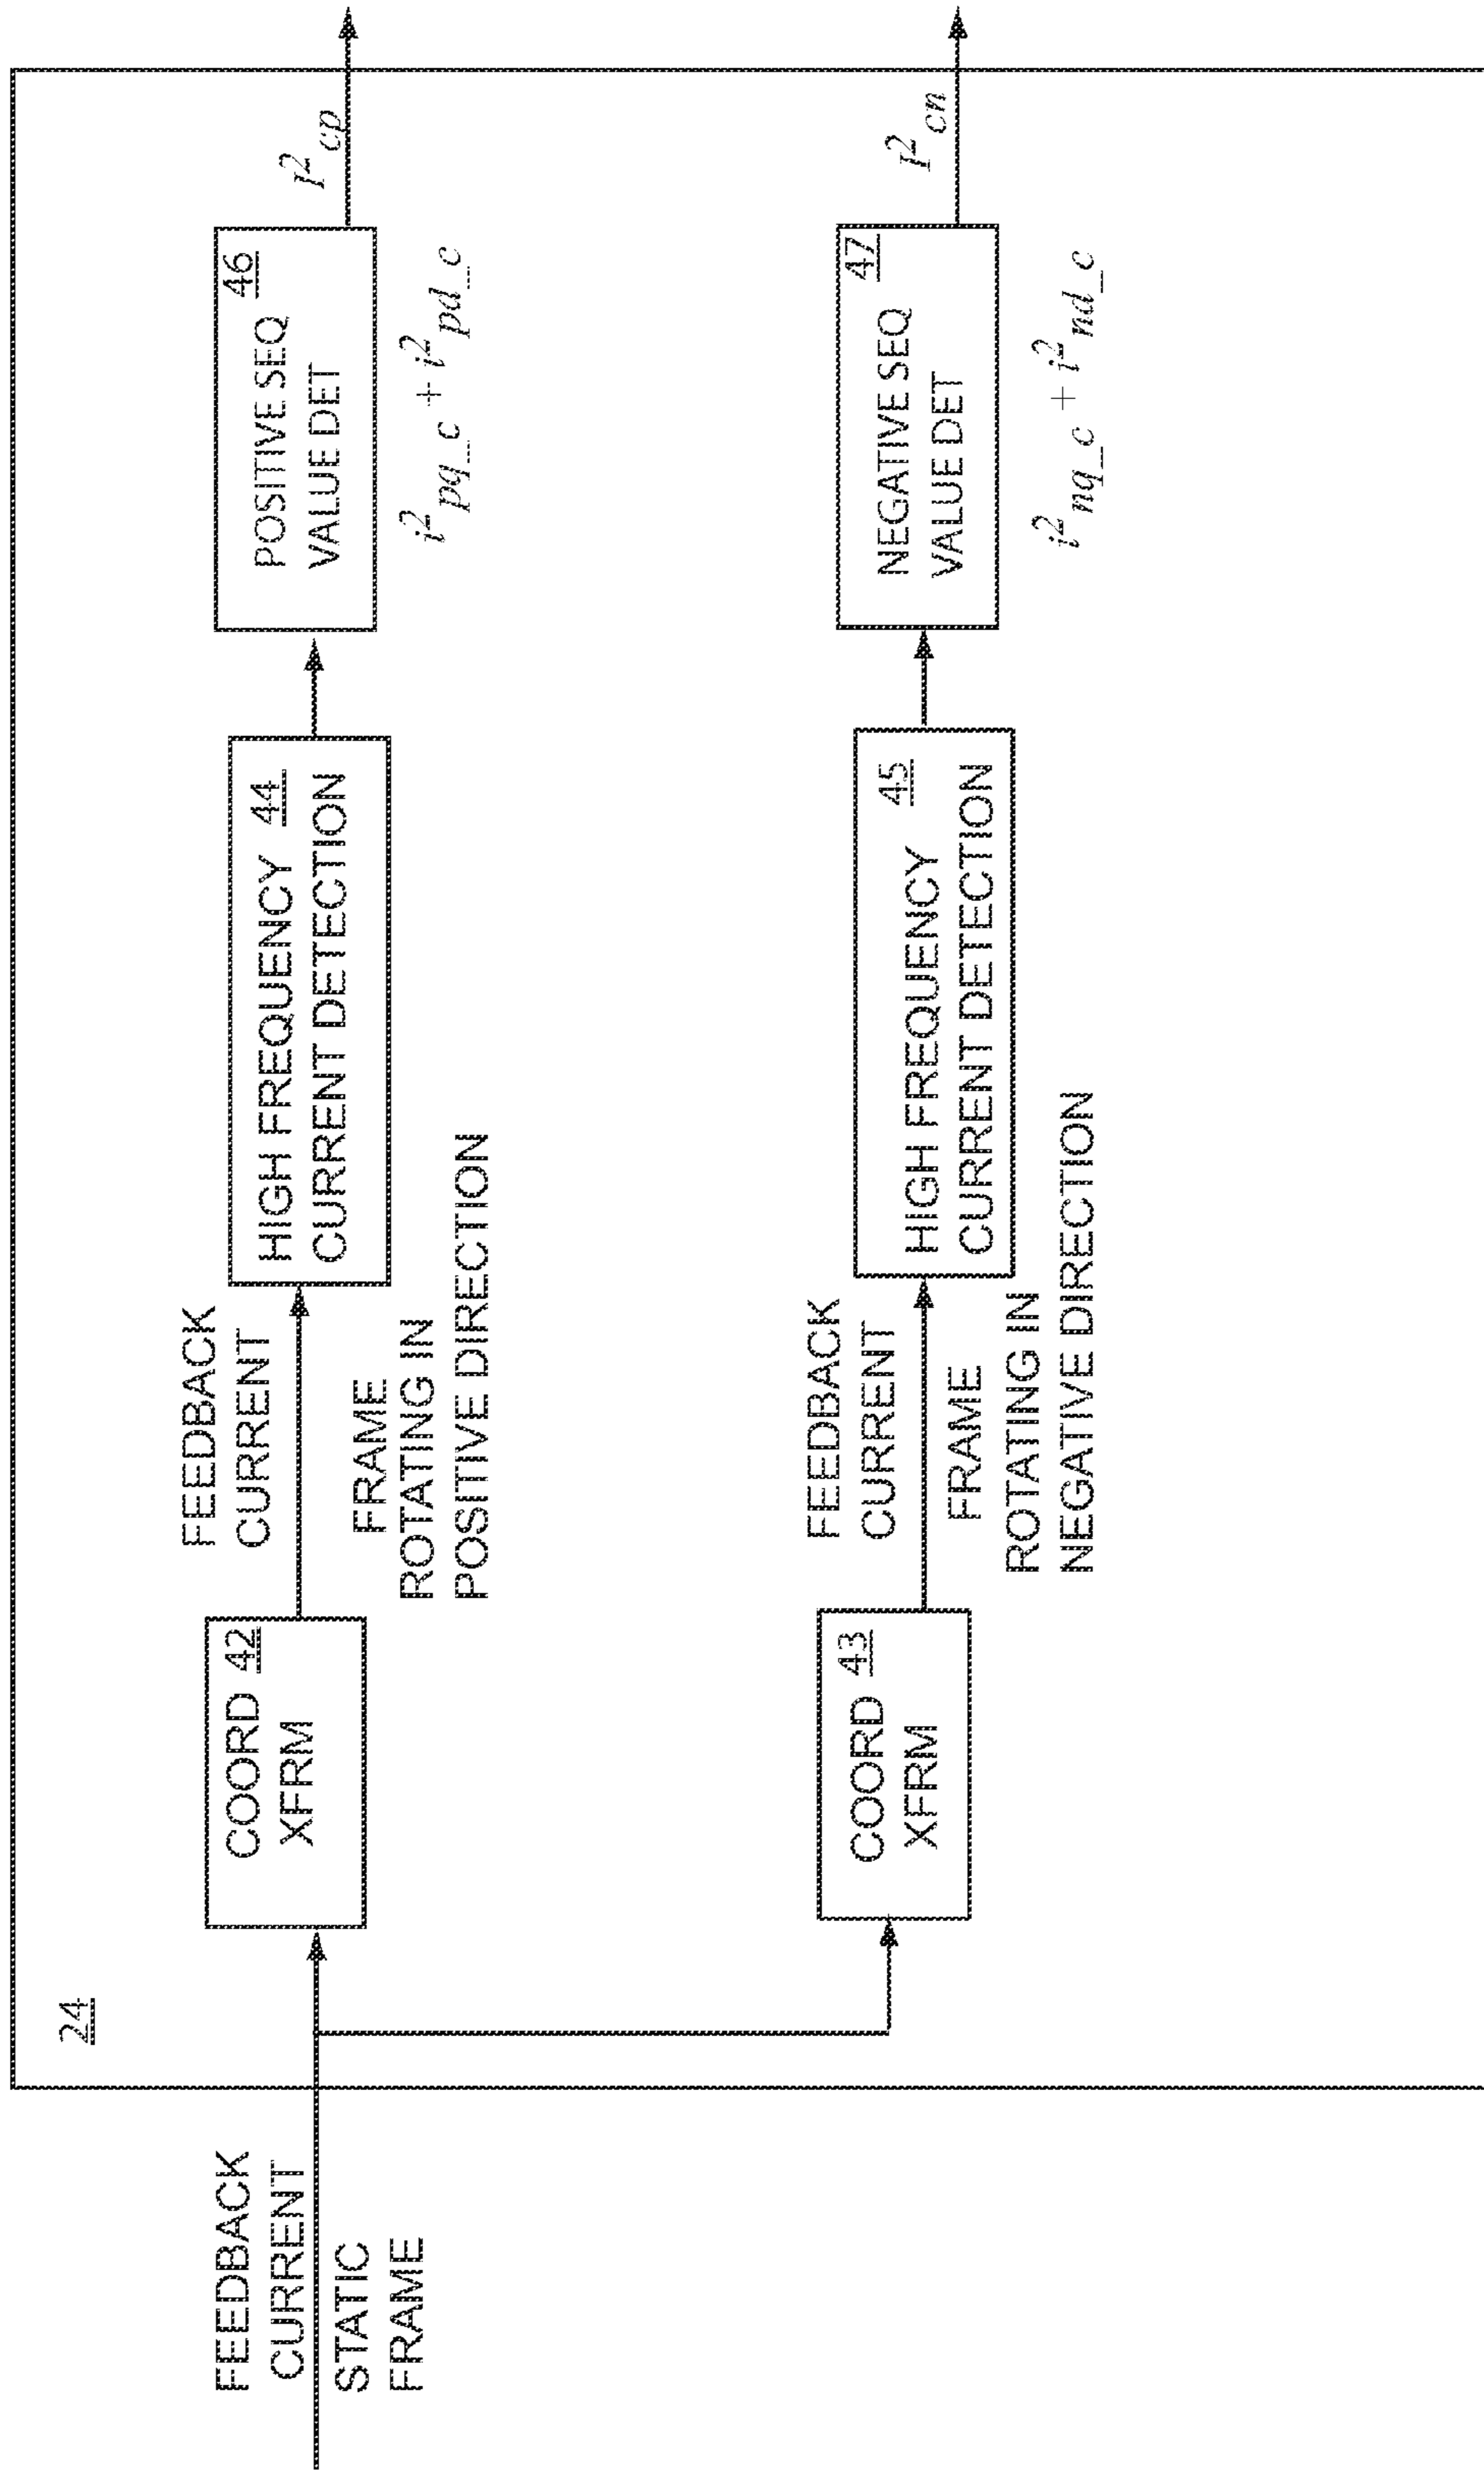 24
FEEDBACK
CURRENT
STATIC
FRAME
COORD 42
XFRM
FEEDBACK
CURRENT
FRAME
ROTATING IN
POSITIVE DIRECTION
HIGH FREQUENCY 44
CURRENT DETECTION
46
POSITIVE SEQ
VALUE DET
i²pq_c + i²pd_c
I²cp
COORD 43
XFRM
FEEDBACK
CURRENT
FRAME
ROTATING IN
NEGATIVE DIRECTION
45
HIGH FREQUENCY
CURRENT DETECTION
47
NEGATIVE SEQ
VALUE DET
i²nq_c + i²nd_c
I²cn